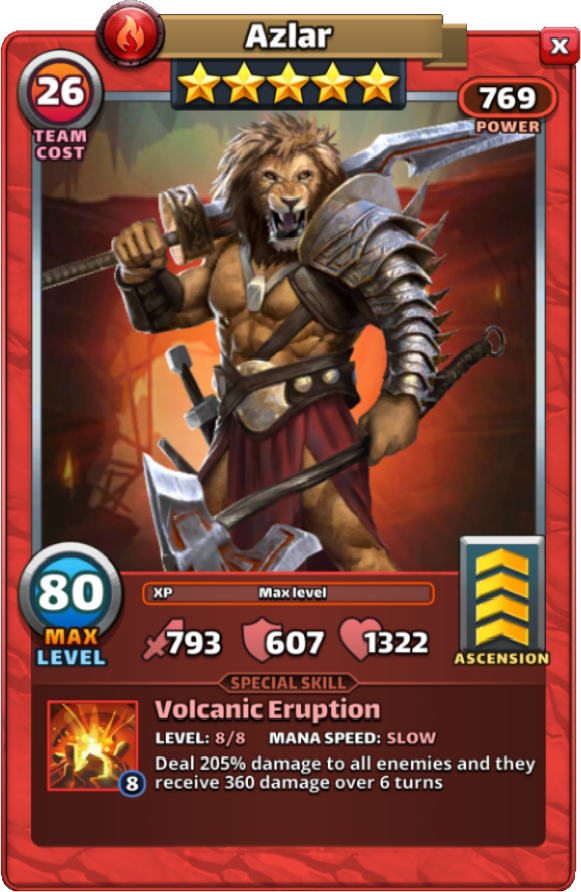 Azlar
X
26
TEAM
COST
769
POWER
80
MAX
LEVEL
XP Max level
793 607 1322
ASCENSION
SPECIAL SKILL
Volcanic Eruption
LEVEL: 8/8 MANA SPEED: SLOW
Deal 205% damage to all enemies and they
receive 360 damage over 6 turns
8